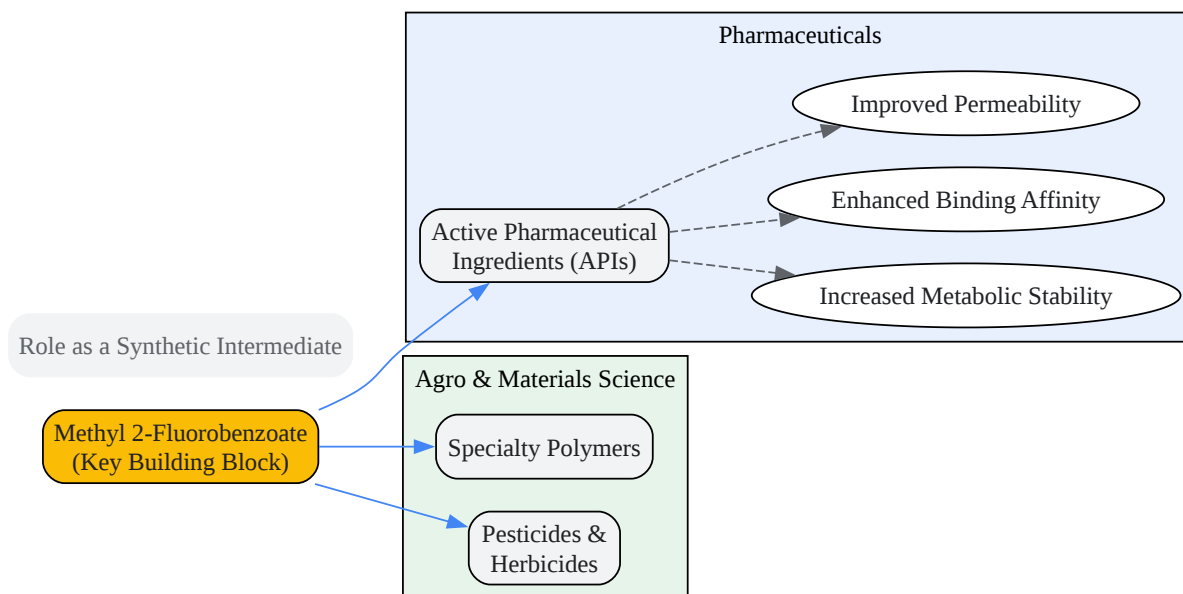 Pharmaceuticals
Improved Permeability
Enhanced Binding Affinity
Active Pharmaceutical
Ingredients (APIs)
Increased Metabolic Stability
Role as a Synthetic Intermediate
Agro & Materials Science
Methyl 2-Fluorobenzoate
(Key Building Block)
Specialty Polymers
Pesticides &
Herbicides